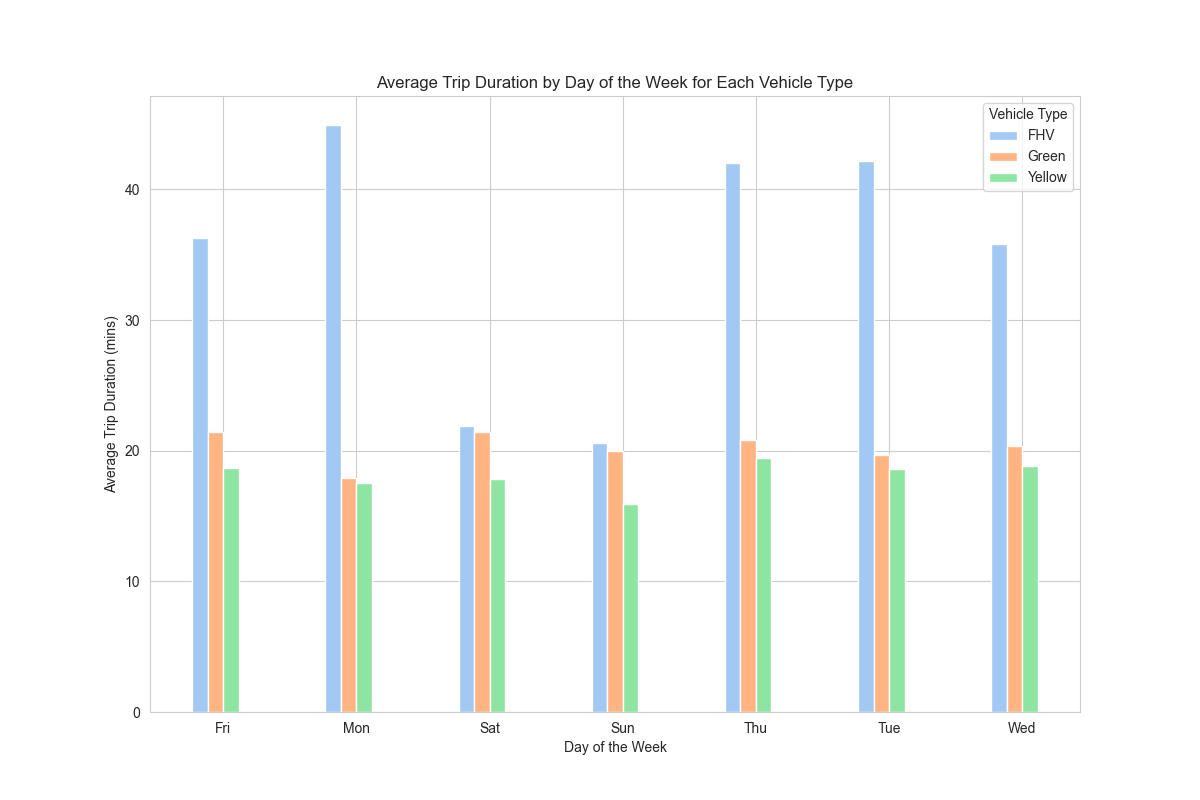 Average Trip Duration by Day of the Week for Each Vehicle Type
Vehicle Type
FHV
Green
Yellow
Average Trip Duration (mins)
40
30
20
10
0
Fri Mon Sat Sun Thu Tue Wed
Day of the Week